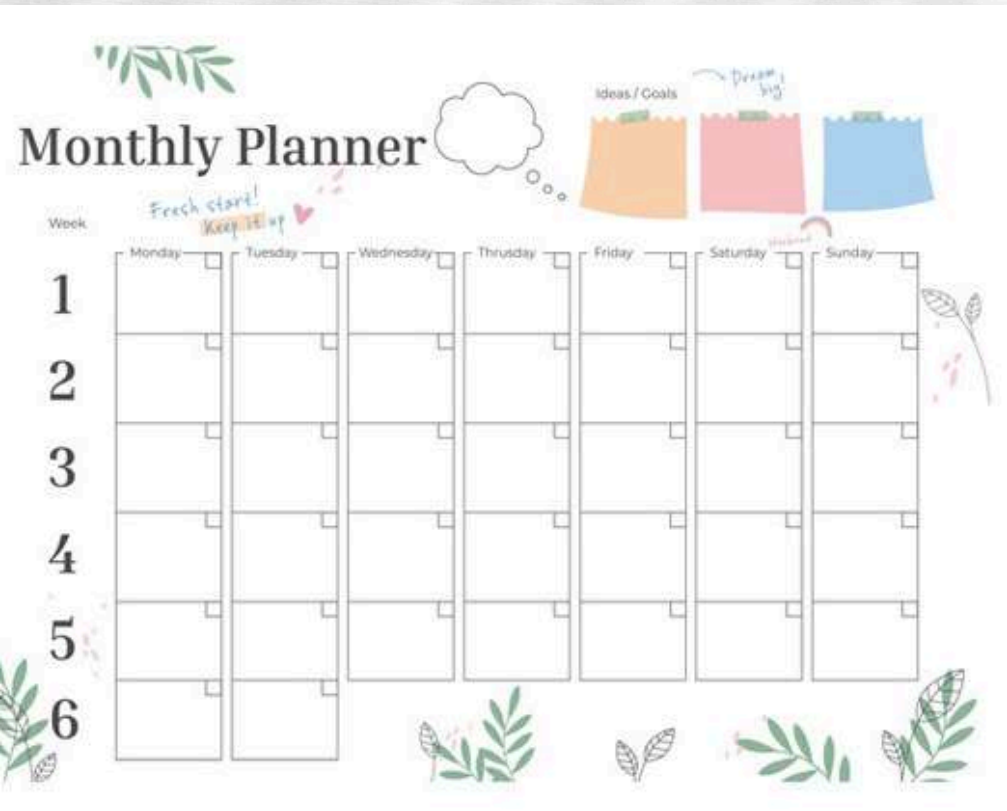 Monthly Planner
Ideas / Goals
Dream
big!
Fresh start!
Keep it up
Week
Monday
Tuesday
Wednesday
Thrusday
Friday
Saturday
Sunday
1
2
3
4
5
6